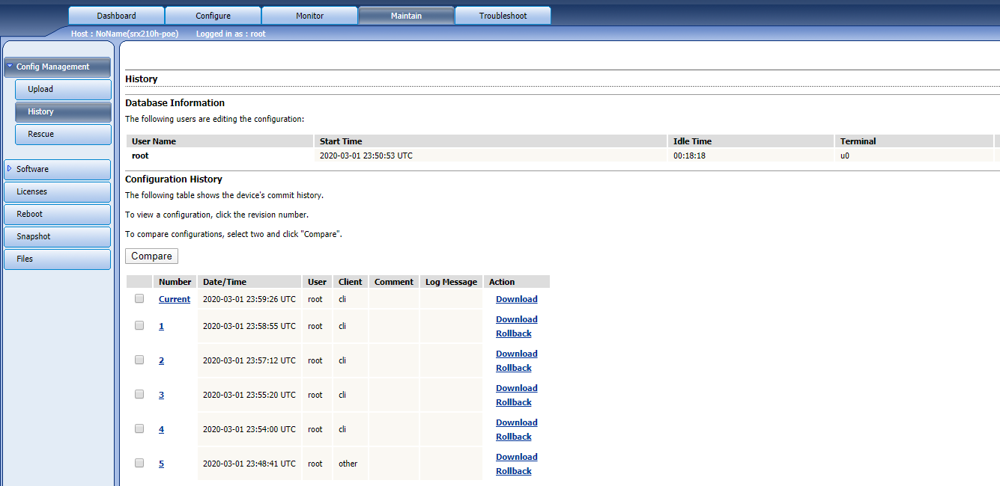 Dashboard Configure Monitor Maintain Troubleshoot
Host : NoName(srx210h-poe) Logged in as : root
Config Management
Upload
History
Rescue
Software
Licenses
Reboot
Snapshot
Files
History
Database Information
The following users are editing the configuration:
User Name Start Time Idle Time Terminal
root 2020-03-01 23:50:53 UTC 00:18:18 u0
Configuration History
The following table shows the device's commit history.
To view a configuration, click the revision number.
To compare configurations, select two and click "Compare".
Compare
Number Date/Time User Client Comment Log Message Action
Current 2020-03-01 23:59:26 UTC root cli Download
1 2020-03-01 23:58:55 UTC root cli Download
Rollback
2 2020-03-01 23:57:12 UTC root cli Download
Rollback
3 2020-03-01 23:55:20 UTC root cli Download
Rollback
4 2020-03-01 23:54:00 UTC root cli Download
Rollback
5 2020-03-01 23:48:41 UTC root other Download
Rollback